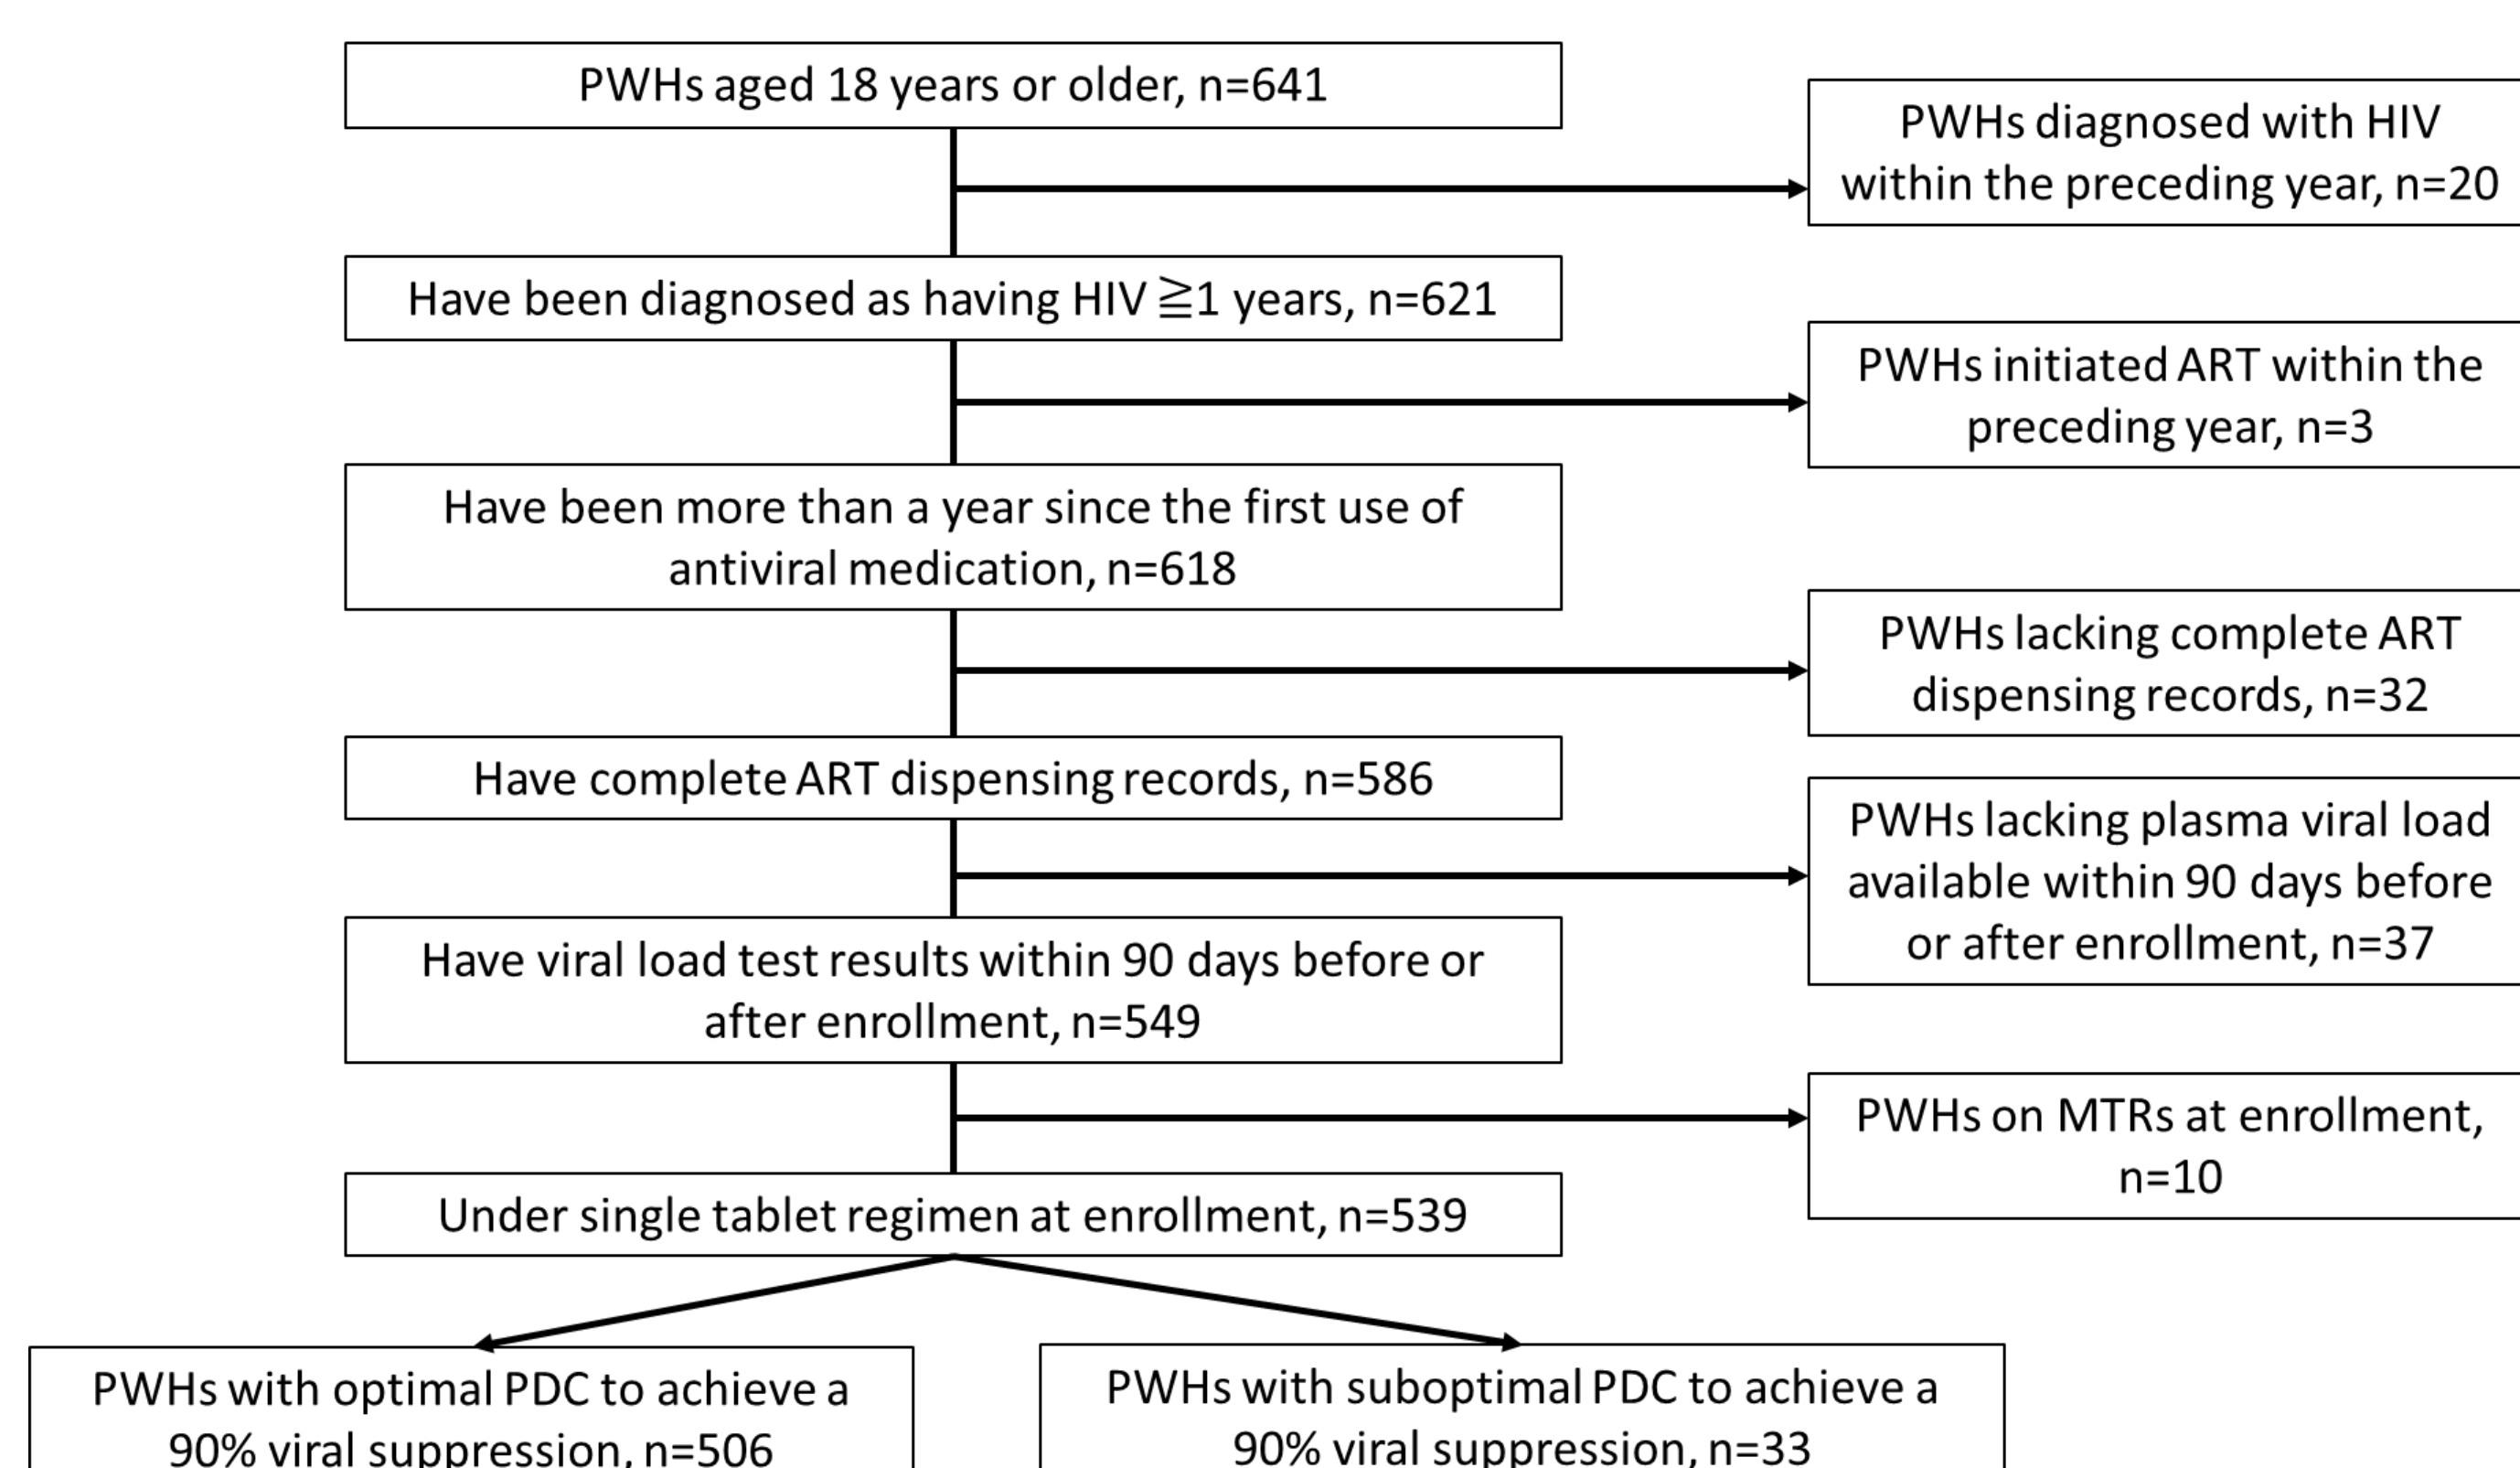 PWHs aged 18 years or older, n=641
PWHs diagnosed with HIV
within the preceding year, n=20
Have been diagnosed as having HIV ≧1 years, n=621
PWHs initiated ART within the
preceding year, n=3
Have been more than a year since the first use of
antiviral medication, n=618
PWHs lacking complete ART
dispensing records, n=32
Have complete ART dispensing records, n=586
PWHs lacking plasma viral load
available within 90 days before
or after enrollment, n=37
Have viral load test results within 90 days before or
after enrollment, n=549
PWHs on MTRs at enrollment,
n=10
Under single tablet regimen at enrollment, n=539
PWHs with optimal PDC to achieve a
90% viral suppression, n=506
PWHs with suboptimal PDC to achieve a
90% viral suppression, n=33